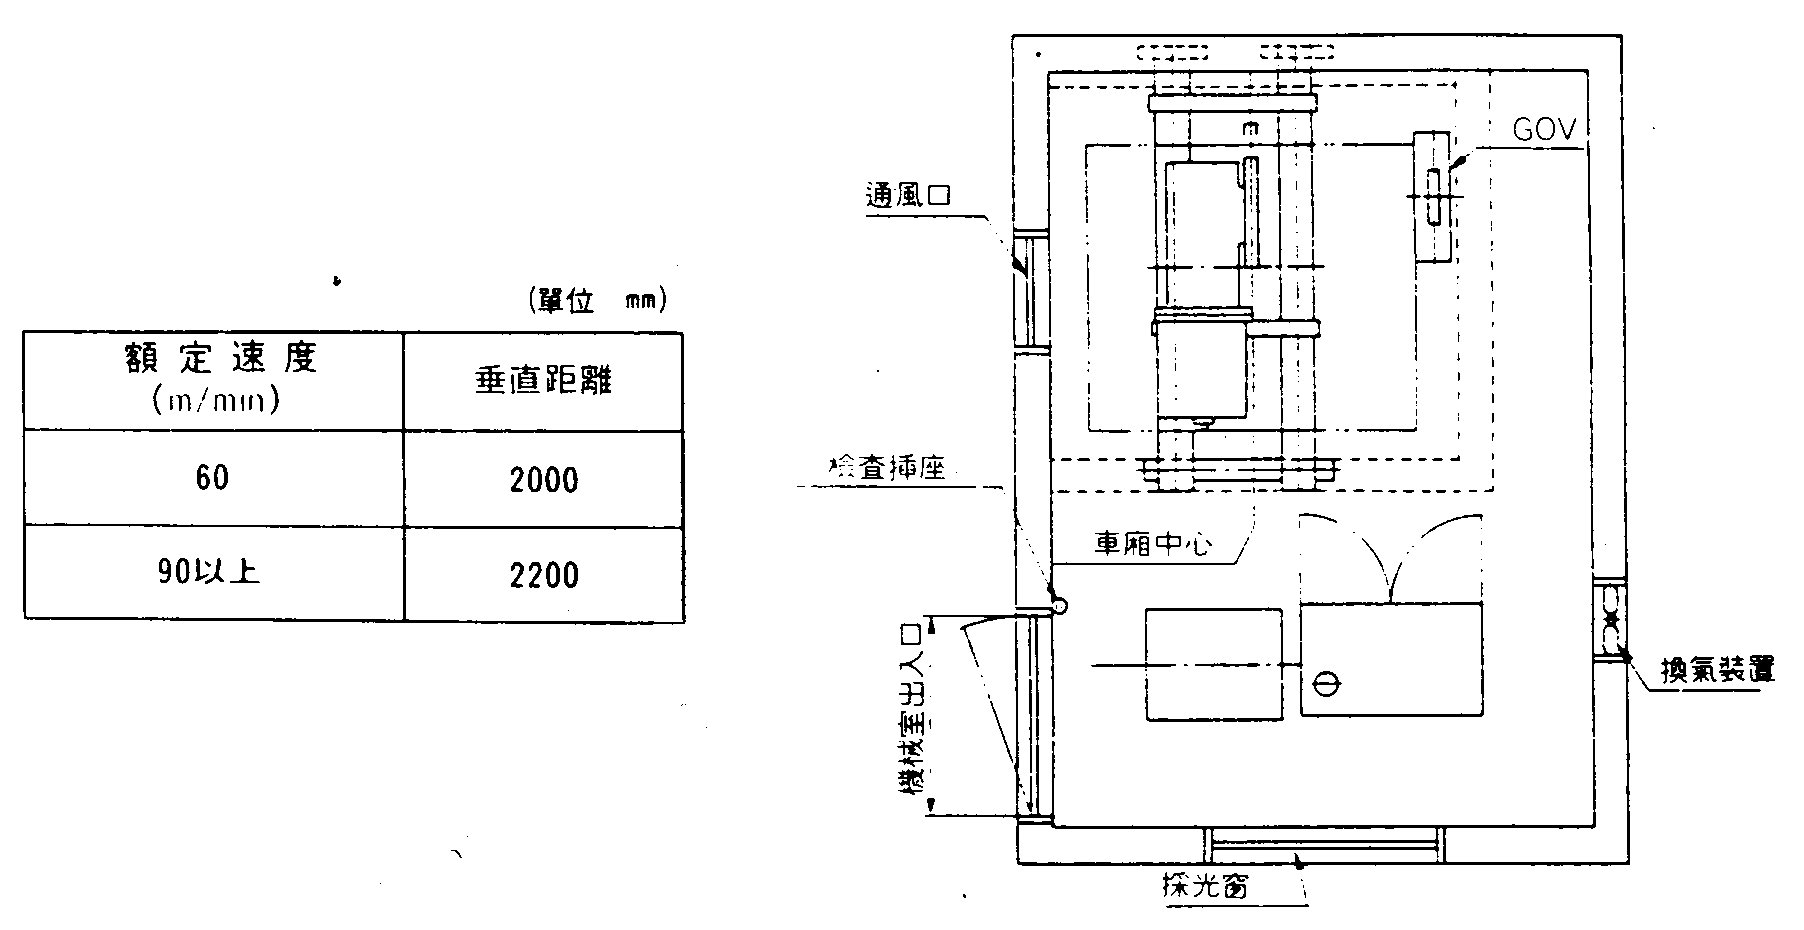 (單位 mm)
額定速度
(m/min)
垂直距離
60
2000
90以上
2200
GOV
通風口
檢查插座
車廂中心
機械室出入口
換氣裝置
採光窗